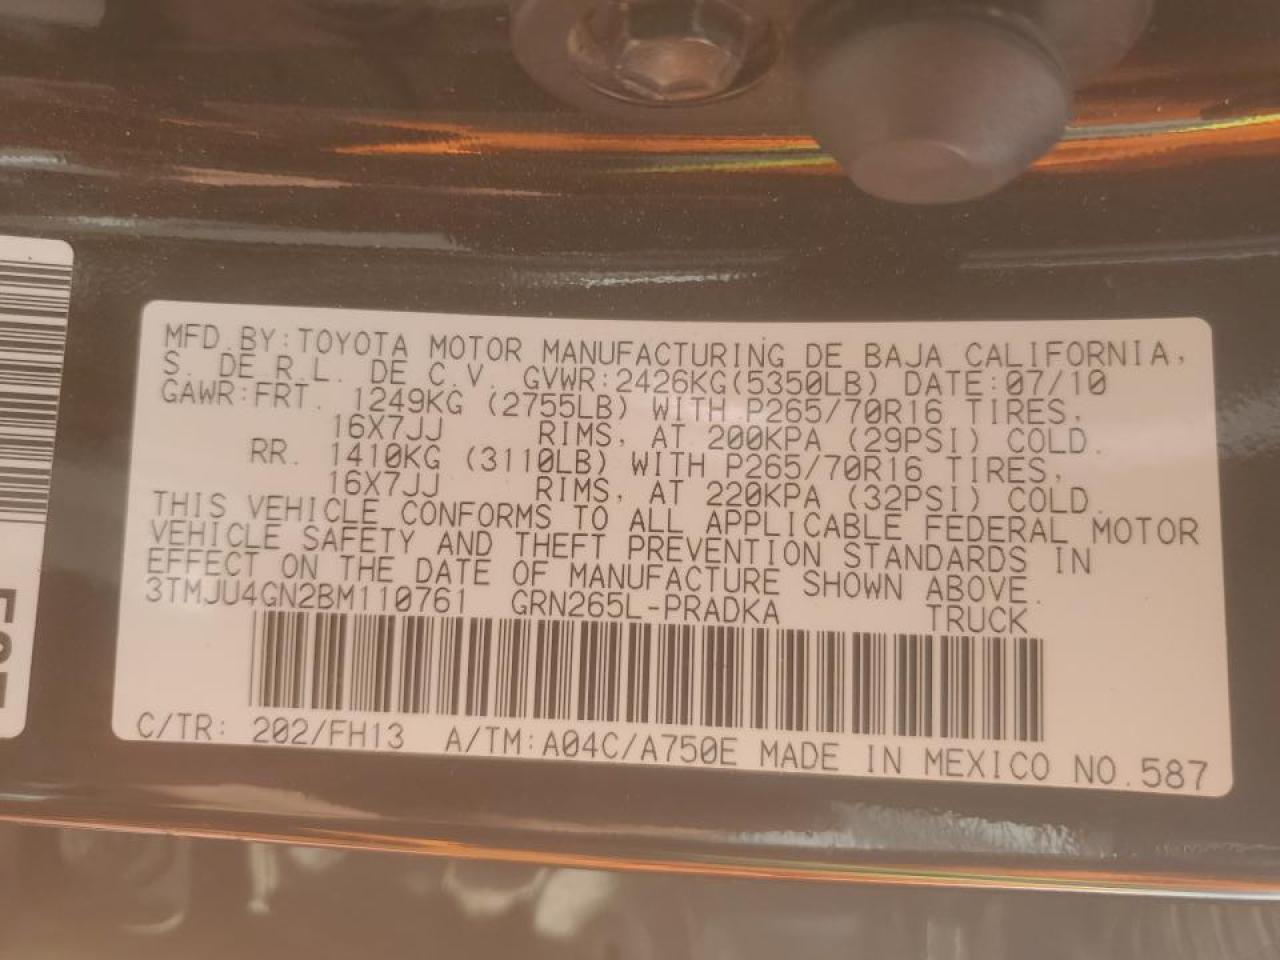 MFD.BY:TOYOTA MOTOR MANUFACTURING DE BAJA CALIFORNIA,
S. DE R.L. DE C.V. GVWR:2426KG(5350LB) DATE:07/10
GAWR:FRT. 1249KG (2755LB) WITH P265/70R16 TIRES,
16X7JJ RIMS, AT 200KPA (29PSI) COLD.
RR. 1410KG (3110LB) WITH P265/70R16 TIRES,
16X7JJ RIMS, AT 220KPA (32PSI) COLD.
THIS VEHICLE CONFORMS TO ALL APPLICABLE FEDERAL MOTOR
VEHICLE SAFETY AND THEFT PREVENTION STANDARDS IN
EFFECT ON THE DATE OF MANUFACTURE SHOWN ABOVE.
3TMJU4GN2BM110761 GRN265L-PRADKA TRUCK
C/TR: 202/FH13 A/TM:A04C/A750E MADE IN MEXICO NO.587